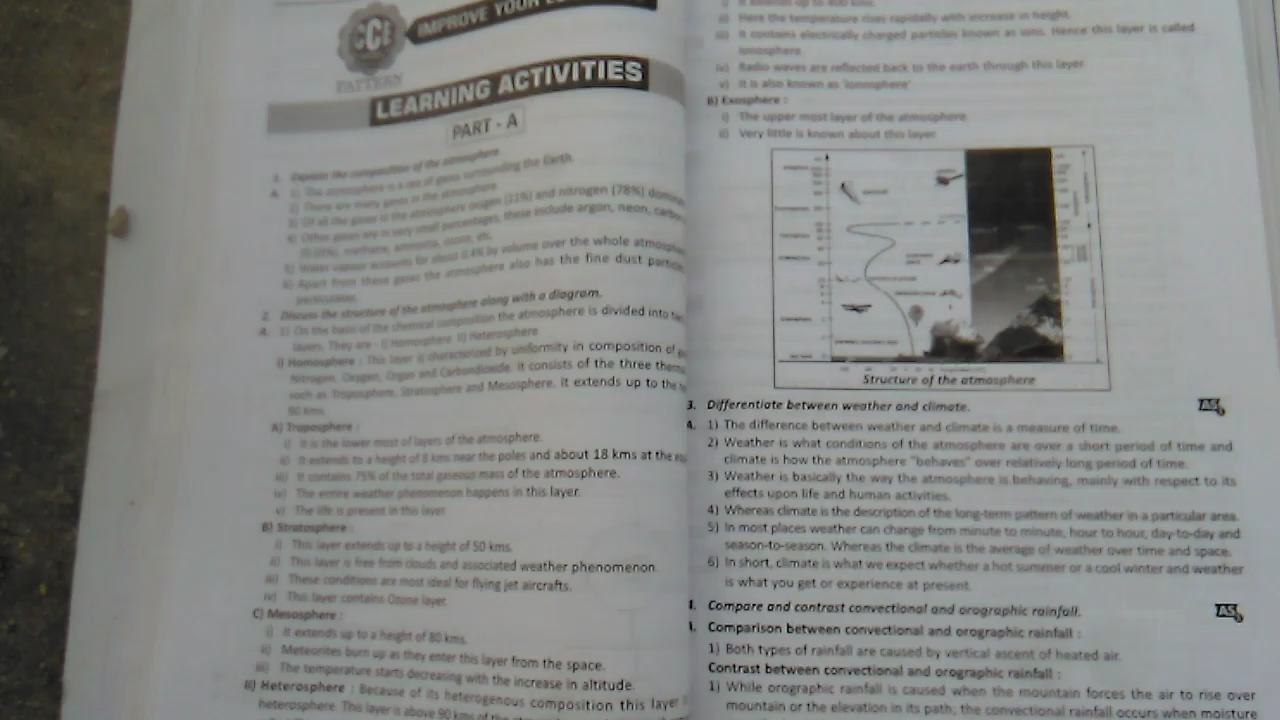 CCE
PATTERN
IMPROVE YOUR
LEARNING ACTIVITIES
PART - A
1. Explain the composition of the atmosphere.
A. 1) The atmosphere is a sea of gases surrounding the Earth.
2) There are many gases in the atmosphere.
3) Of all the gases in the atmosphere oxygen (21%) and nitrogen (78%)
4) Other gases are in very small percentages, these include argon, neon,
methane, ammonia, ozone, etc.
5) Water vapour accounts for about 0.4% by volume over the whole
6) Apart from these gases the atmosphere also has the fine dust
2. Discuss the structure of the atmosphere along with a diagram.
A. 1) On the basis of the chemical composition the atmosphere is divided into
layers. They are - I) Homosphere II) Heterosphere
i) Homosphere : This layer is characterized by uniformity in composition of
Nitrogen, Oxygen, Organ and Carbondioxide. It consists of the three
such as Troposphere, Stratosphere and Mesosphere. It extends up to the
90 kms.
A) Troposphere :
i) It is the lower most of layers of the atmosphere.
ii) It extends to a height of 8 kms near the poles and about 18 kms at the
iii) It contains 75% of the total gaseous mass of the atmosphere.
iv) The entire weather phenomenon happens in this layer.
v) The life is present in this layer
B) Stratosphere :
i) This layer extends up to a height of 50 kms.
ii) This layer is free from clouds and associated weather phenomenon.
iii) These conditions are most ideal for flying jet aircrafts.
iv) This layer contains Ozone layer.
C) Mesosphere :
i) It extends up to a height of 80 kms.
ii) Meteorites burn up as they enter this layer from the space.
iii) The temperature starts decreasing with the increase in altitude.
II) Heterosphere : Because of its heterogenous composition this layer
heterosphere. This layer is above 90 kms of the
ii) Here the temperature rises rapidly with increase in height.
iii) It contains electrically charged particles known as ions. Hence this layer is called
Ionosphere.
iv) Radio waves are reflected back to the earth through this layer
v) It is also known as 'ionosphere'
B) Exosphere :
i) The upper most layer of the atmosphere.
ii) Very little is known about this layer
Structure of the atmosphere
3. Differentiate between weather and climate.
AS1
A. 1) The difference between weather and climate is a measure of time.
2) Weather is what conditions of the atmosphere are over a short period of time and
climate is how the atmosphere "behaves" over relatively long period of time.
3) Weather is basically the way the atmosphere is behaving, mainly with respect to its
effects upon life and human activities.
4) Whereas climate is the description of the long-term pattern of weather in a particular area.
5) In most places weather can change from minute to minute, hour to hour, day-to-day and
season-to-season. Whereas the climate is the average of weather over time and space.
6) In short, climate is what we expect whether a hot summer or a cool winter and weather
is what you get or experience at present.
Compare and contrast convectional and orographic rainfall.
AS1
Comparison between convectional and orographic rainfall :
1) Both types of rainfall are caused by vertical ascent of heated air.
Contrast between convectional and orographic rainfall :
1) While orographic rainfall is caused when the mountain forces the air to rise over
mountain or the elevation in its path; the convectional rainfall occurs when moisture